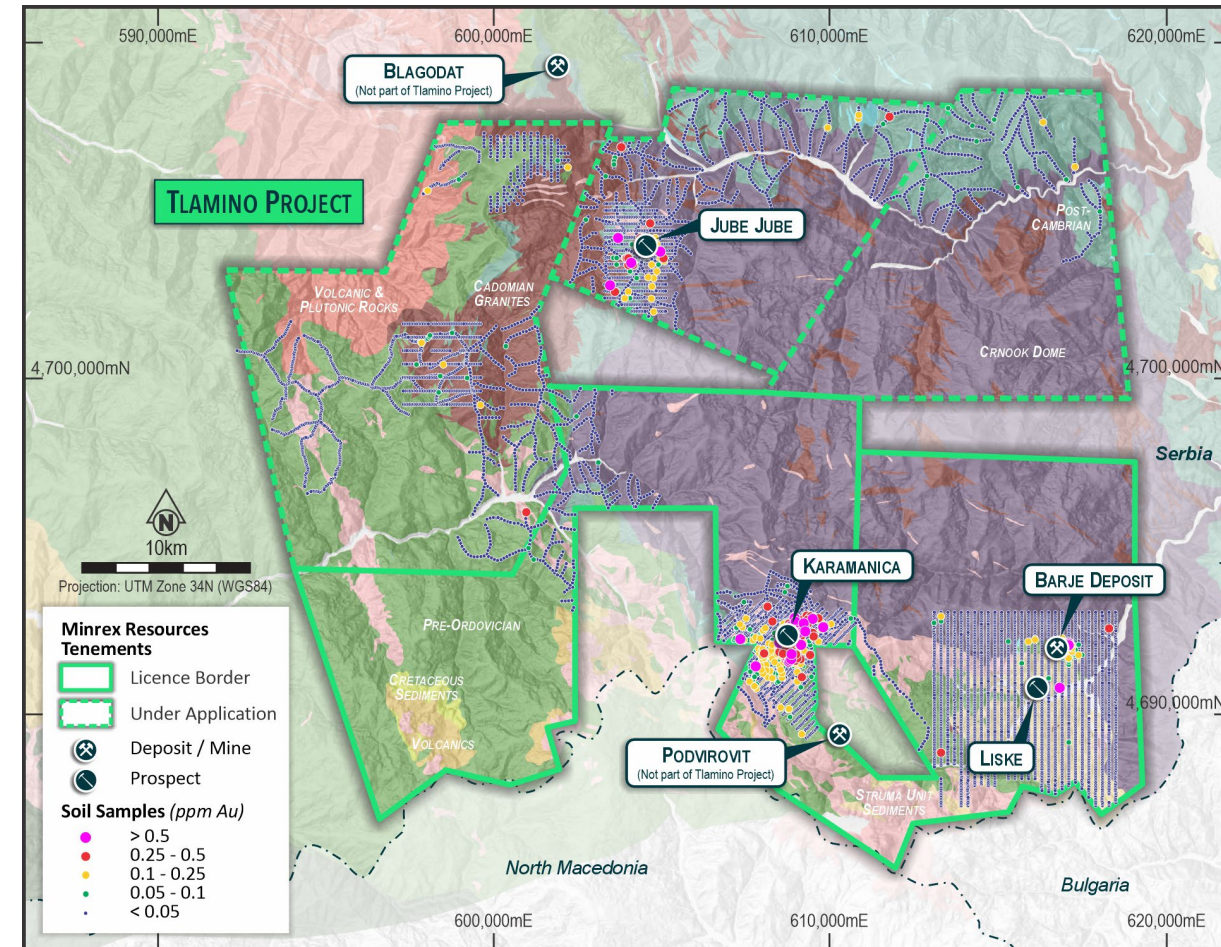 590,000mE
600,000mE
610,000mE
620,000mE
BLAGODAT
(Not part of Tlamino Project)
TLAMINO PROJECT
JUBE JUBE
POST-
CAMBRIAN
VOLCANIC &
PLUTONIC ROCKS
CADOMIAN
GRANITES
CRNOOK DOME
4,700,000mN
4,700,000mN
Serbia
N
10km
Projection: UTM Zone 34N (WGS84)
KARAMANICA
BARJE DEPOSIT
Minrex Resources
Tenements
Licence Border
Under Application
Deposit / Mine
Prospect
Soil Samples (ppm Au)
> 0.5
0.25 - 0.5
0.1 - 0.25
0.05 - 0.1
< 0.05
PRE-ORDOVICIAN
CRETACEOUS
SEDIMENTS
VOLCANICS
4,690,000mN
PODVIROVIT
(Not part of Tlamino Project)
LISKE
STRUMA UNIT
SEDIMENTS
North Macedonia
Bulgaria
600,000mE
610,000mE
620,000mE